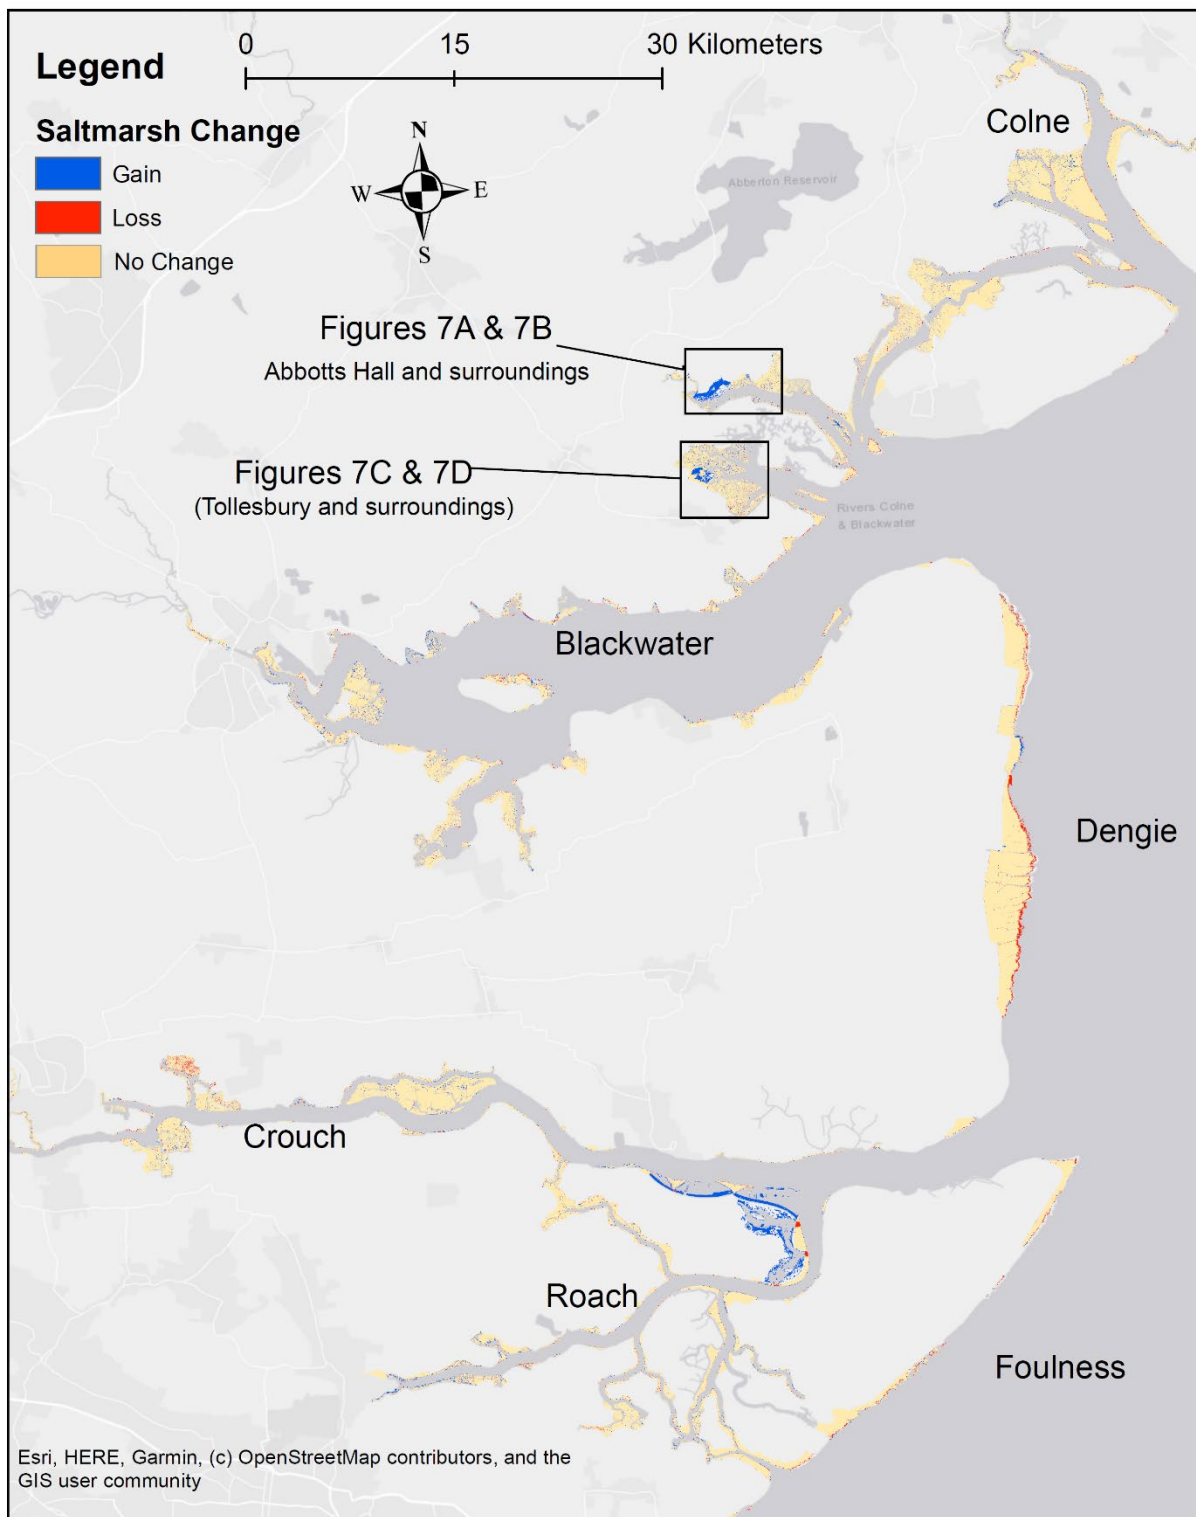 0 15 30 Kilometers
Legend
Saltmarsh Change
Gain
Loss
No Change
N
W E
S
Colne
Abberton Reservoir
Figures 7A & 7B
Abbotts Hall and surroundings
Figures 7C & 7D
(Tollesbury and surroundings)
Rivers Colne
& Blackwater
Blackwater
Dengie
Crouch
Roach
Foulness
Esri, HERE, Garmin, (c) OpenStreetMap contributors, and the
GIS user community